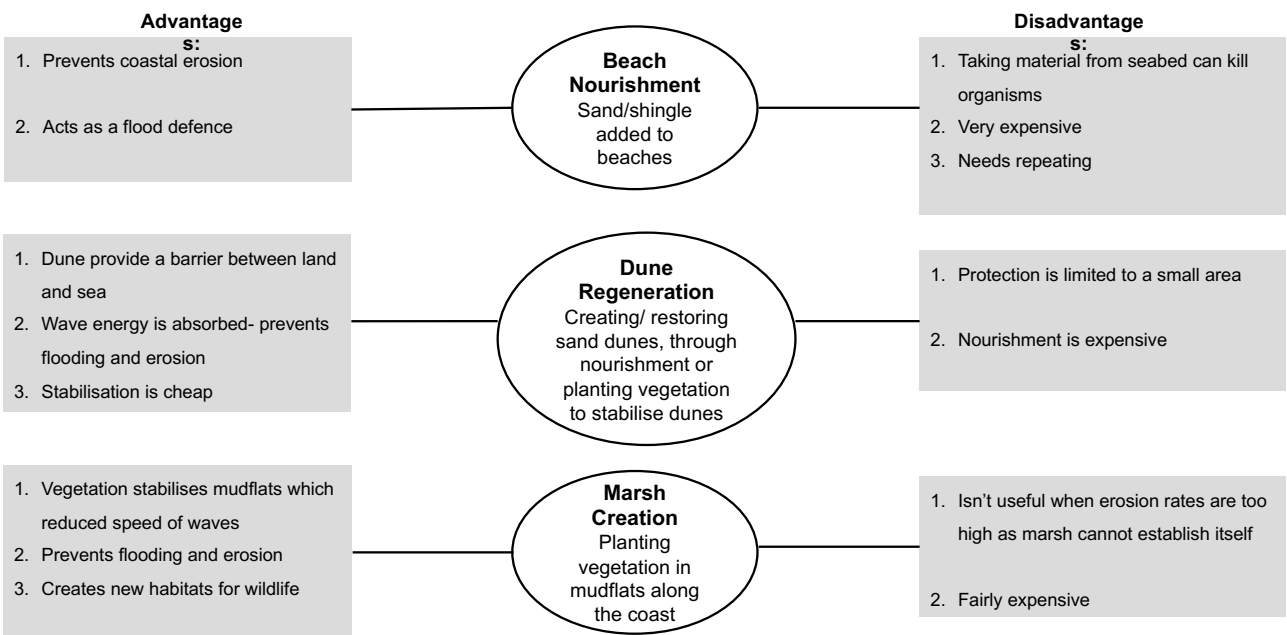 Advantage
s:
Disadvantage
s:
1. Prevents coastal erosion
2. Acts as a flood defence
Beach
Nourishment
Sand/shingle
added to
beaches
1. Taking material from seabed can kill
organisms
2. Very expensive
3. Needs repeating
1. Dune provide a barrier between land
and sea
2. Wave energy is absorbed- prevents
flooding and erosion
3. Stabilisation is cheap
Dune
Regeneration
Creating/ restoring
sand dunes, through
nourishment or
planting vegetation
to stabilise dunes
1. Protection is limited to a small area
2. Nourishment is expensive
1. Vegetation stabilises mudflats which
reduced speed of waves
2. Prevents flooding and erosion
3. Creates new habitats for wildlife
Marsh
Creation
Planting
vegetation in
mudflats along
the coast
1. Isn’t useful when erosion rates are too
high as marsh cannot establish itself
2. Fairly expensive